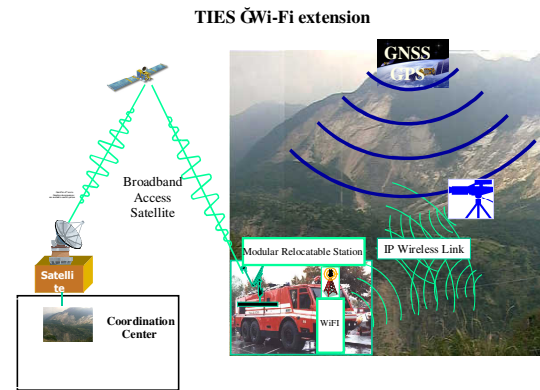 TIES ĞWi-Fi extension
GNSS
GPS
Broadband
Access
Satellite
Modular Relocatable Station
IP Wireless Link
Satelli
te
WiFI
Coordination
Center